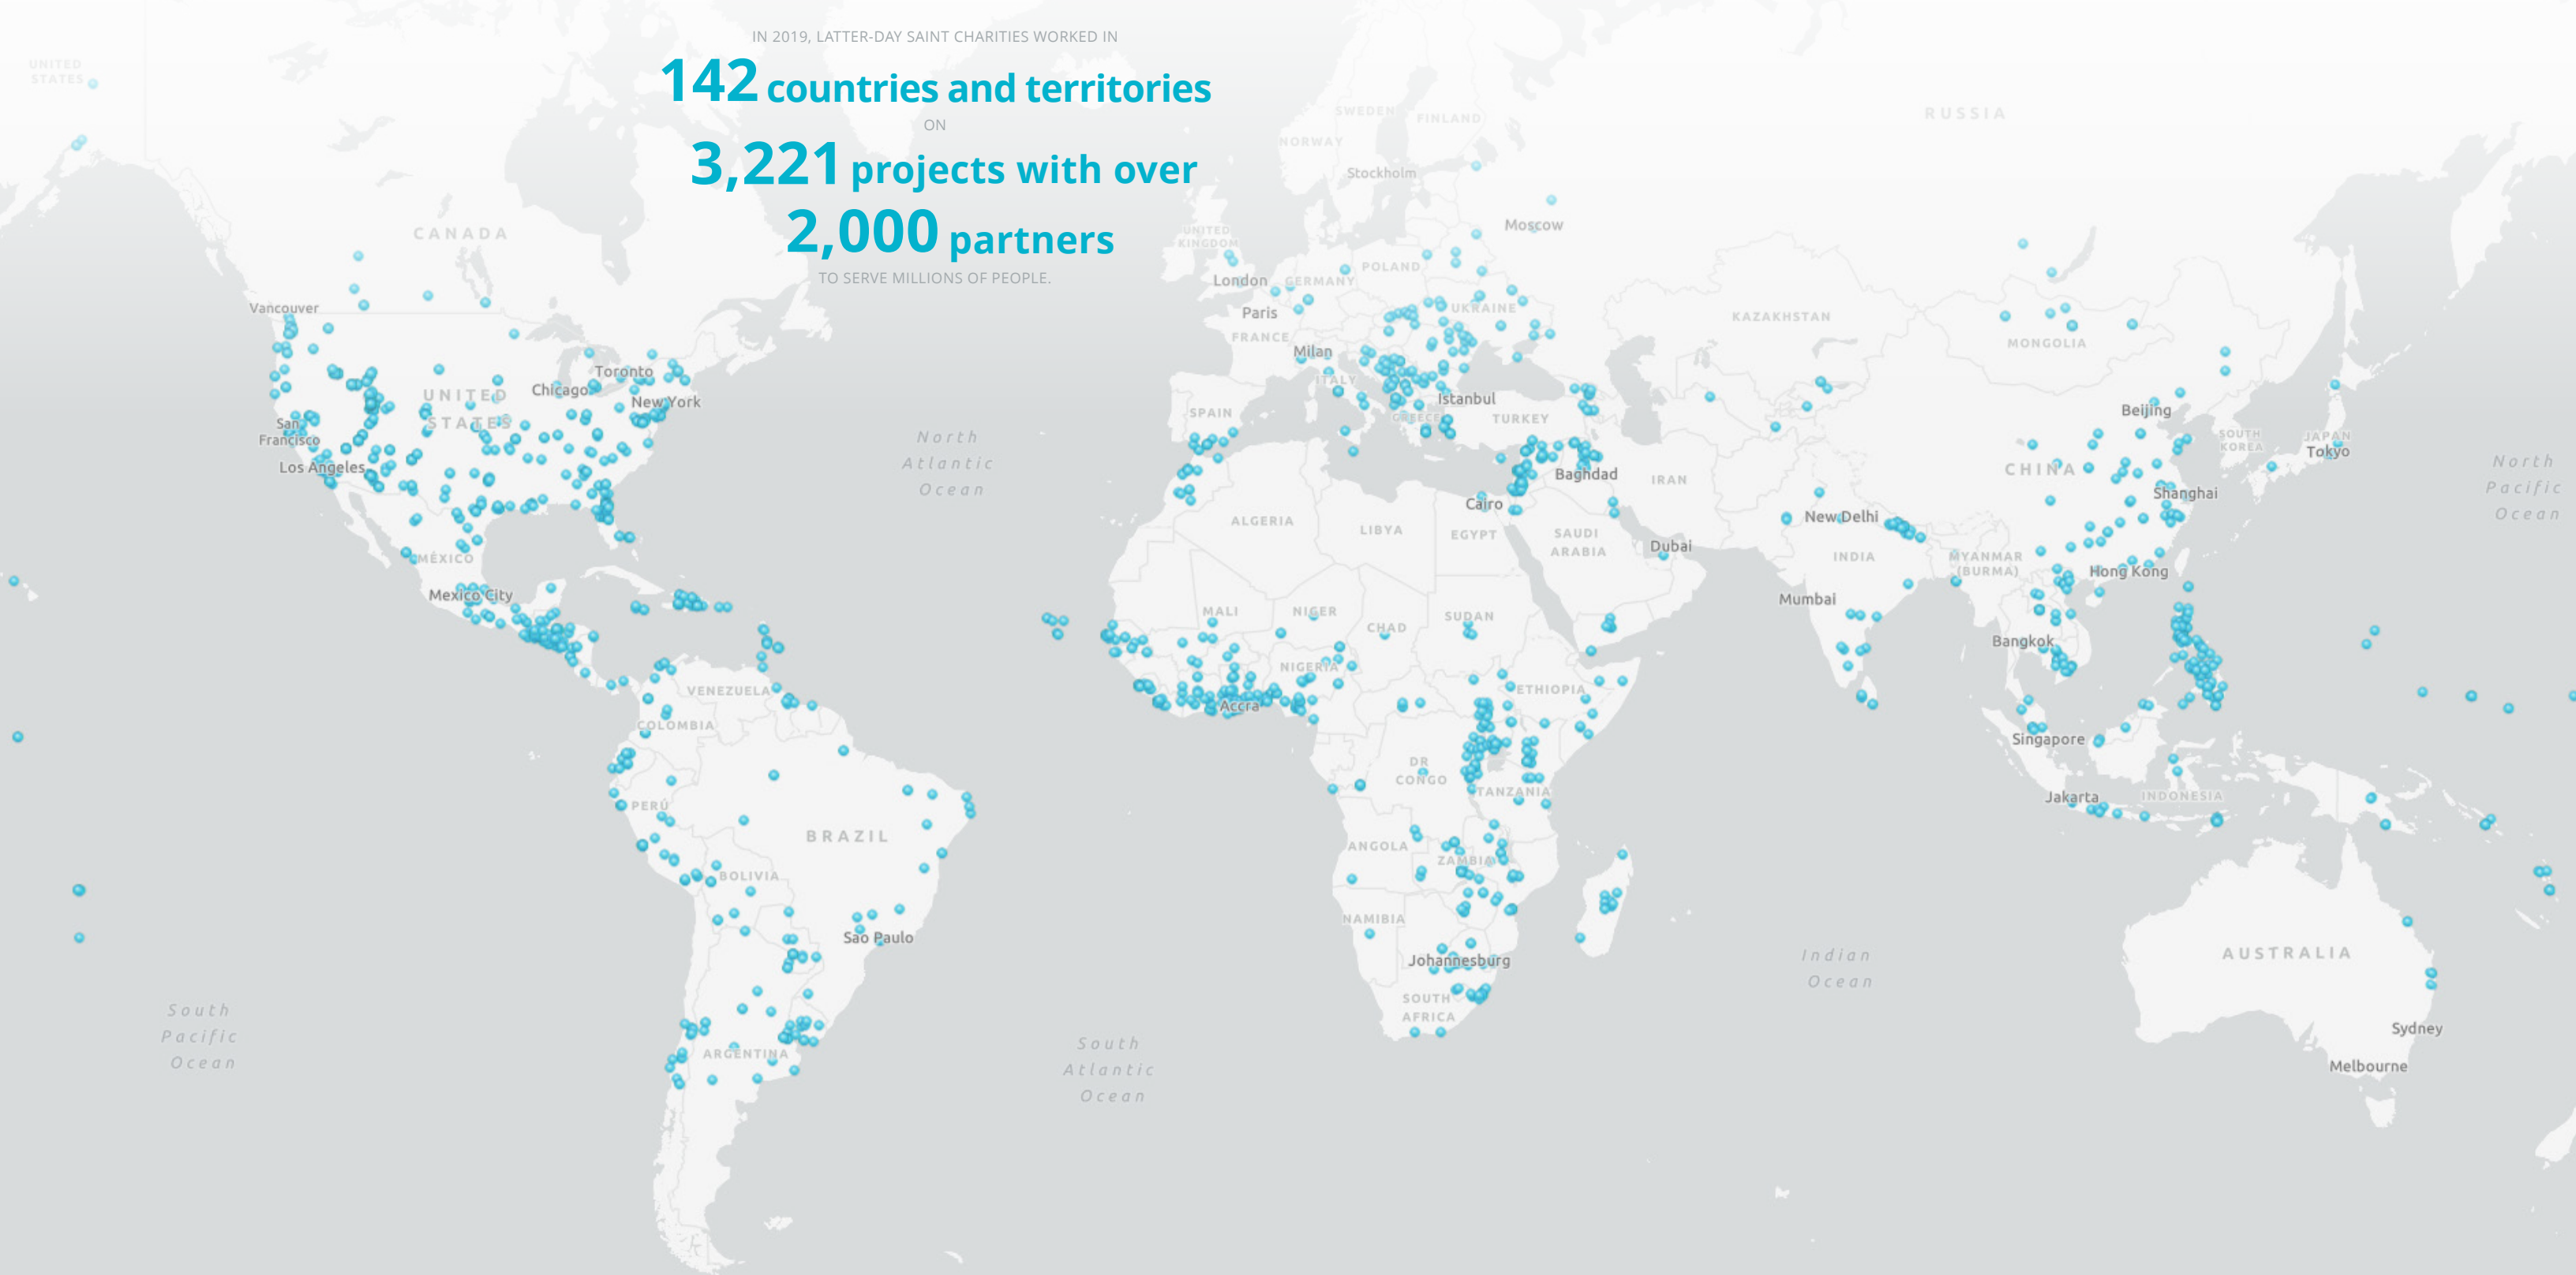 IN 2019, LATTER-DAY SAINT CHARITIES WORKED IN
142 countries and territories
ON
3,221 projects with over
2,000 partners
TO SERVE MILLIONS OF PEOPLE.
UNITED
STATES
CANADA
Vancouver
UNITED
STATES
Chicago
Toronto
New York
San
Francisco
Los Angeles
MÉXICO
Mexico City
VENEZUELA
COLOMBIA
PERÚ
BRAZIL
BOLIVIA
Sao Paulo
ARGENTINA
North
Atlantic
Ocean
South
Pacific
Ocean
South
Atlantic
Ocean
SWEDEN
FINLAND
NORWAY
Stockholm
RUSSIA
Moscow
UNITED
KINGDOM
London
GERMANY
POLAND
Paris
UKRAINE
FRANCE
Milan
ITALY
SPAIN
Istanbul
GREECE
TURKEY
KAZAKHSTAN
MONGOLIA
Beijing
SOUTH
KOREA
JAPAN
Tokyo
CHINA
Shanghai
Baghdad
IRAN
Cairo
ALGERIA
LIBYA
EGYPT
SAUDI
ARABIA
Dubai
New Delhi
INDIA
MYANMAR
(BURMA)
Hong Kong
Mumbai
Bangkok
MALI
NIGER
CHAD
SUDAN
NIGERIA
ETHIOPIA
Accra
DR
CONGO
TANZANIA
ANGOLA
ZAMBIA
NAMIBIA
Johannesburg
SOUTH
AFRICA
Singapore
Jakarta
INDONESIA
Indian
Ocean
AUSTRALIA
Sydney
Melbourne
North
Pacific
Ocean